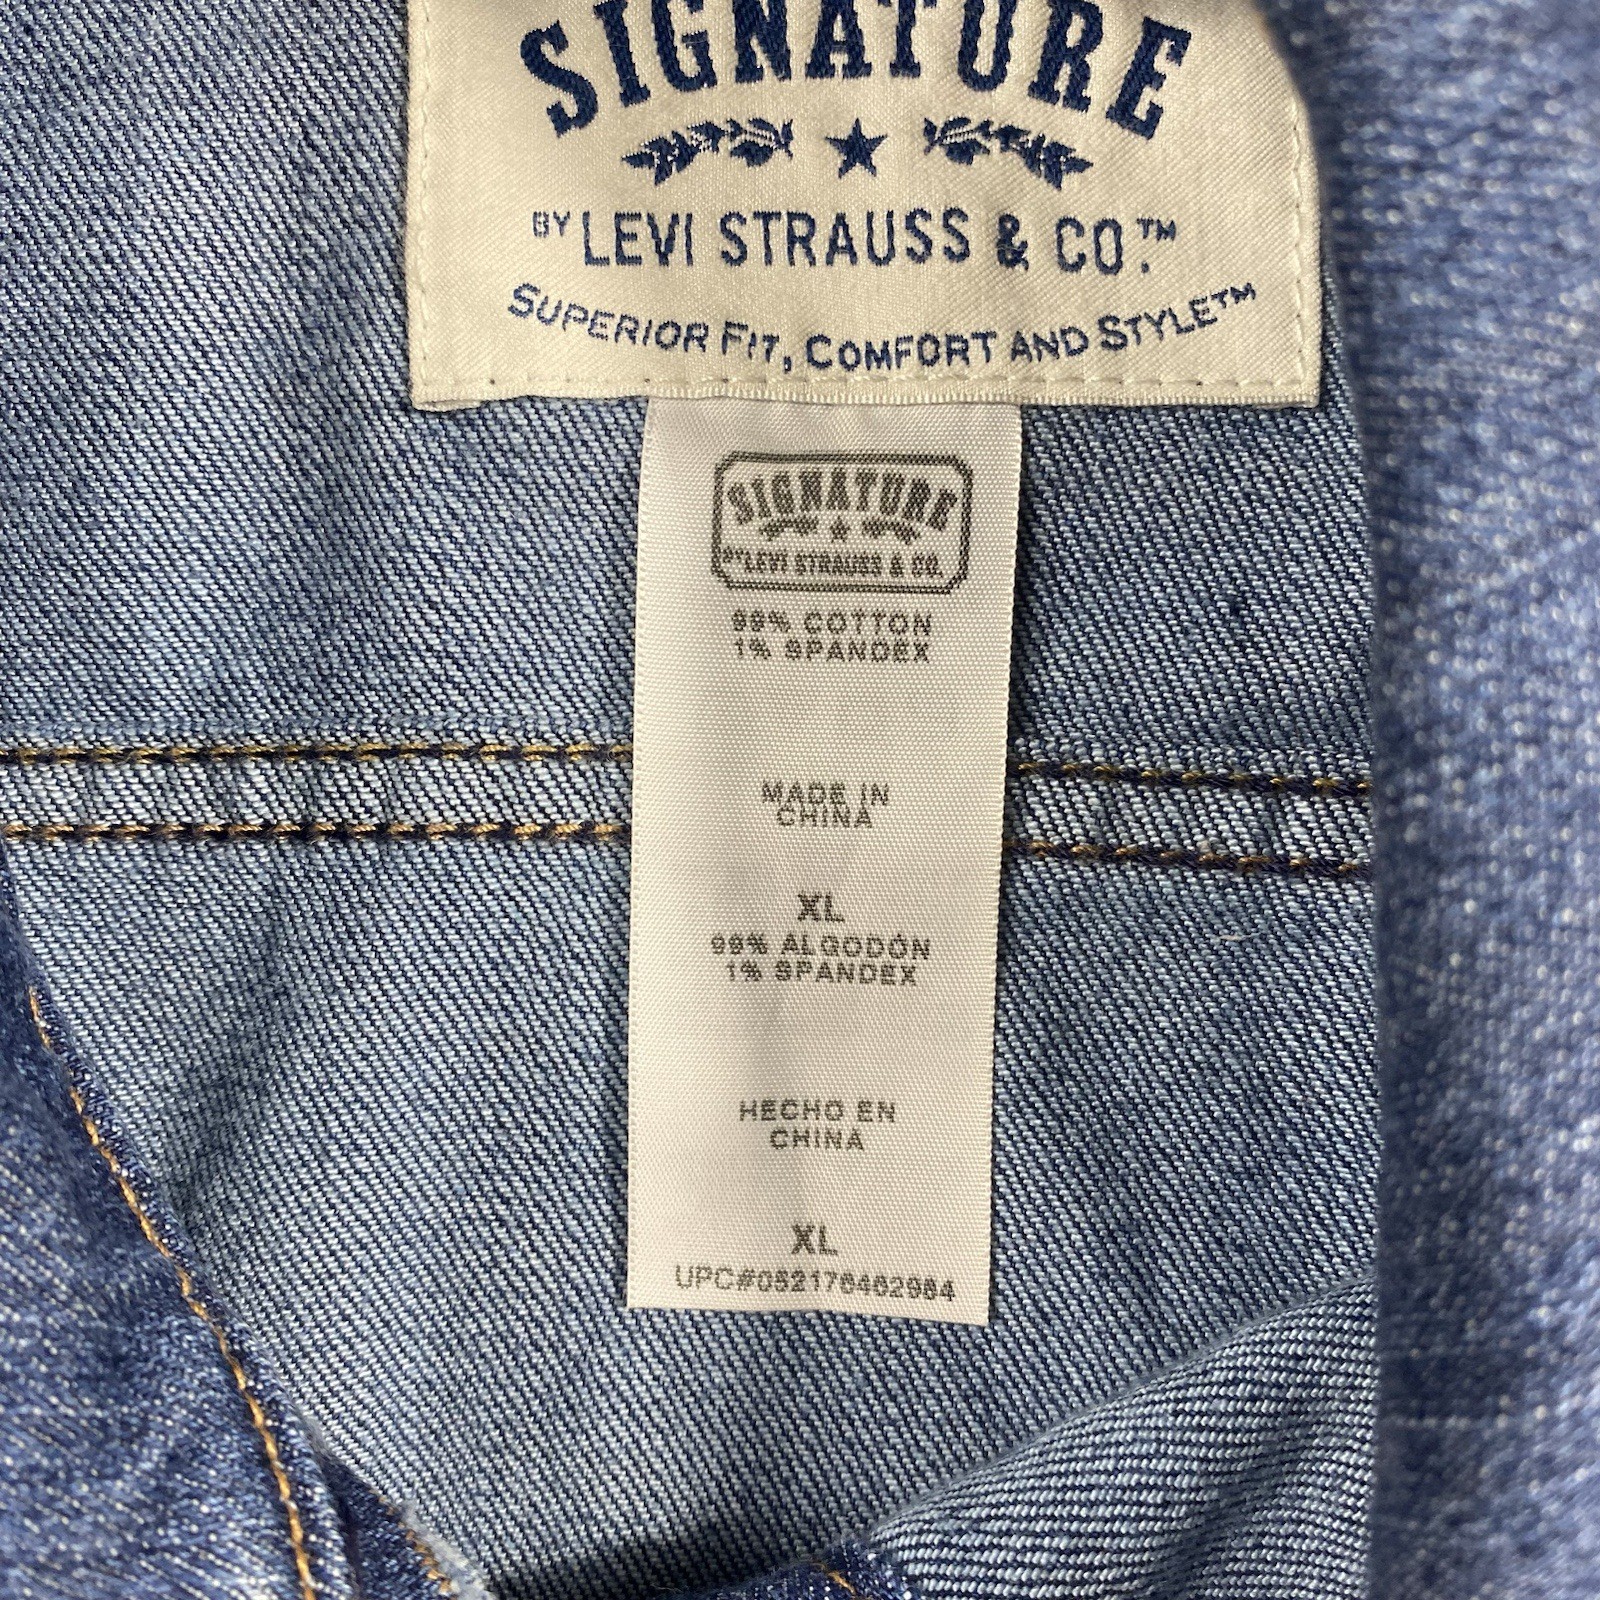 SIGNATURE
BY LEVI STRAUSS & CO.™
SUPERIOR FIT, COMFORT AND STYLE™
SIGNATURE
BY LEVI STRAUSS & CO.
99% COTTON
1% SPANDEX
MADE IN
CHINA
XL
99% ALGODÓN
1% SPANDEX
HECHO EN
CHINA
XL
UPC#052176462984